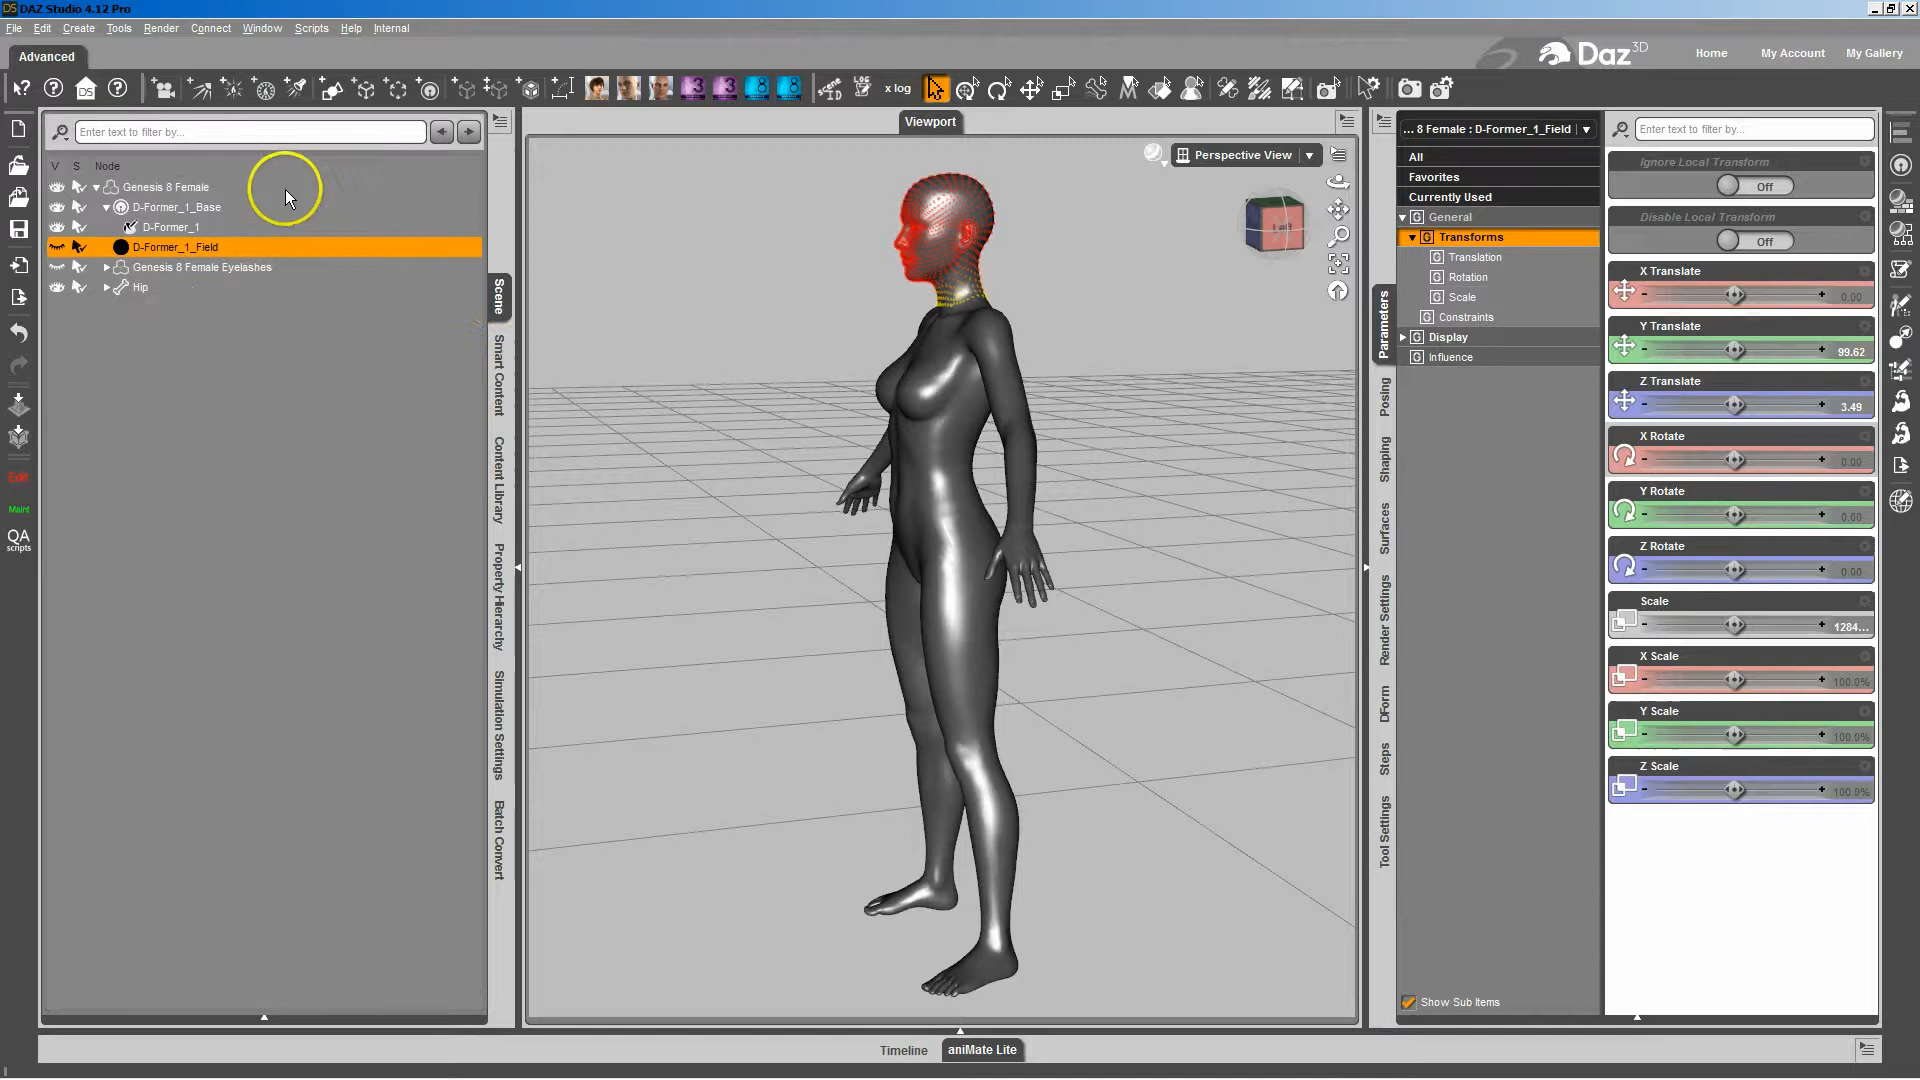 DAZ Studio 4.12 Pro
File Edit Create Tools Render Connect Window Scripts Help Internal
Advanced
Daz 3D
Home My Account My Gallery
x log
Enter text to filter by...
V S Node
Genesis 8 Female
D-Former_1_Base
D-Former_1
D-Former_1_Field
Genesis 8 Female Eyelashes
Hip
Edit
Maint
QA
scripts
Scene
Smart Content
Content Library
Property Hierarchy
Simulation Settings
Batch Convert
Viewport
Perspective View
Left
Parameters
Posing
Shaping
Surfaces
Render Settings
DForm
Steps
Tool Settings
... 8 Female : D-Former_1_Field
All
Favorites
Currently Used
General
Transforms
Translation
Rotation
Scale
Constraints
Display
Influence
Show Sub Items
Enter text to filter by...
Ignore Local Transform
Off
Disable Local Transform
Off
X Translate
0.00
Y Translate
99.62
Z Translate
3.49
X Rotate
0.00
Y Rotate
0.00
Z Rotate
0.00
Scale
1284...
X Scale
100.0%
Y Scale
100.0%
Z Scale
100.0%
Timeline aniMate Lite